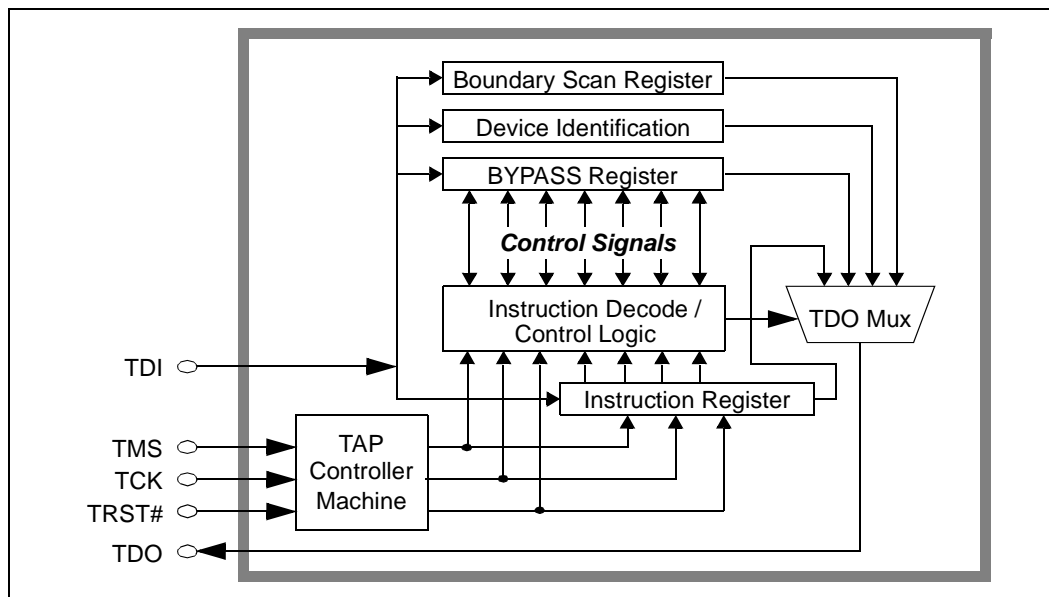 Boundary Scan Register
Device Identification
BYPASS Register
Control Signals
Instruction Decode /
Control Logic
TDO Mux
TDI
Instruction Register
TMS
TCK
TRST#
TDO
TAP
Controller
Machine